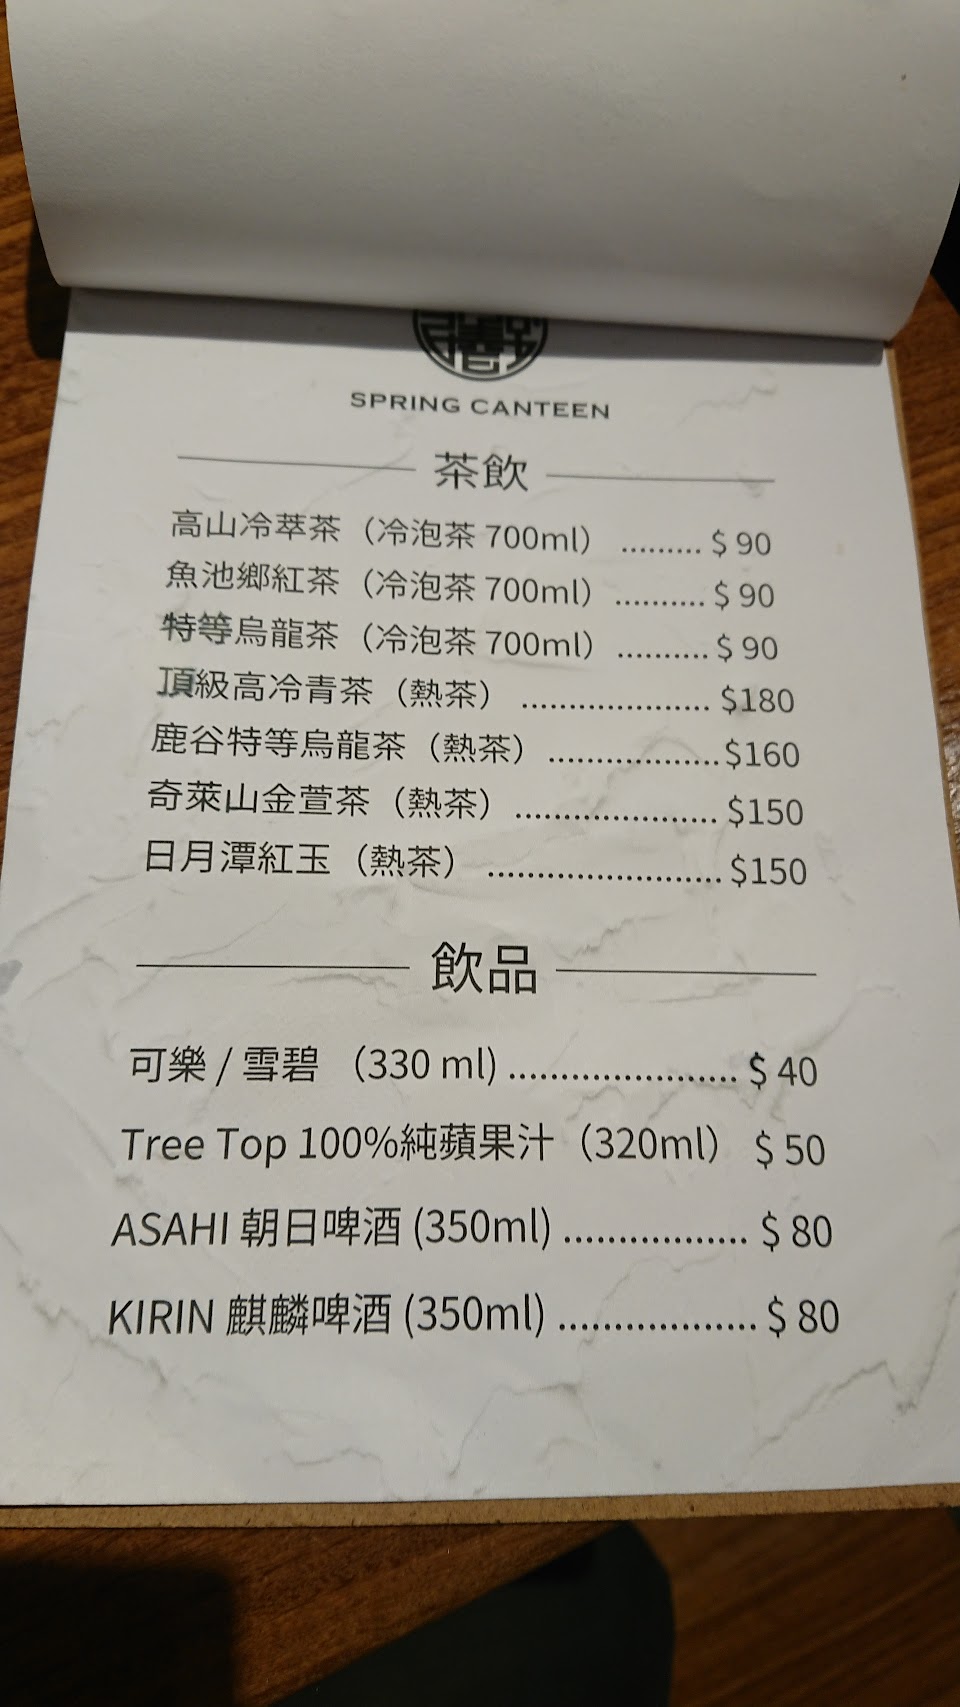 SPRING CANTEEN
茶飲
高山冷萃茶（冷泡茶 700ml） ......... $ 90
魚池鄉紅茶（冷泡茶 700ml） .......... $ 90
特等烏龍茶（冷泡茶 700ml） .......... $ 90
頂級高冷青茶（熱茶） ..................... $180
鹿谷特等烏龍茶（熱茶） ................... $160
奇萊山金萱茶（熱茶） ...................... $150
日月潭紅玉（熱茶） .......................... $150
飲品
可樂 / 雪碧 （330 ml) ...................... $ 40
Tree Top 100%純蘋果汁（320ml） $ 50
ASAHI 朝日啤酒 (350ml) ................. $ 80
KIRIN 麒麟啤酒 (350ml) ................... $ 80